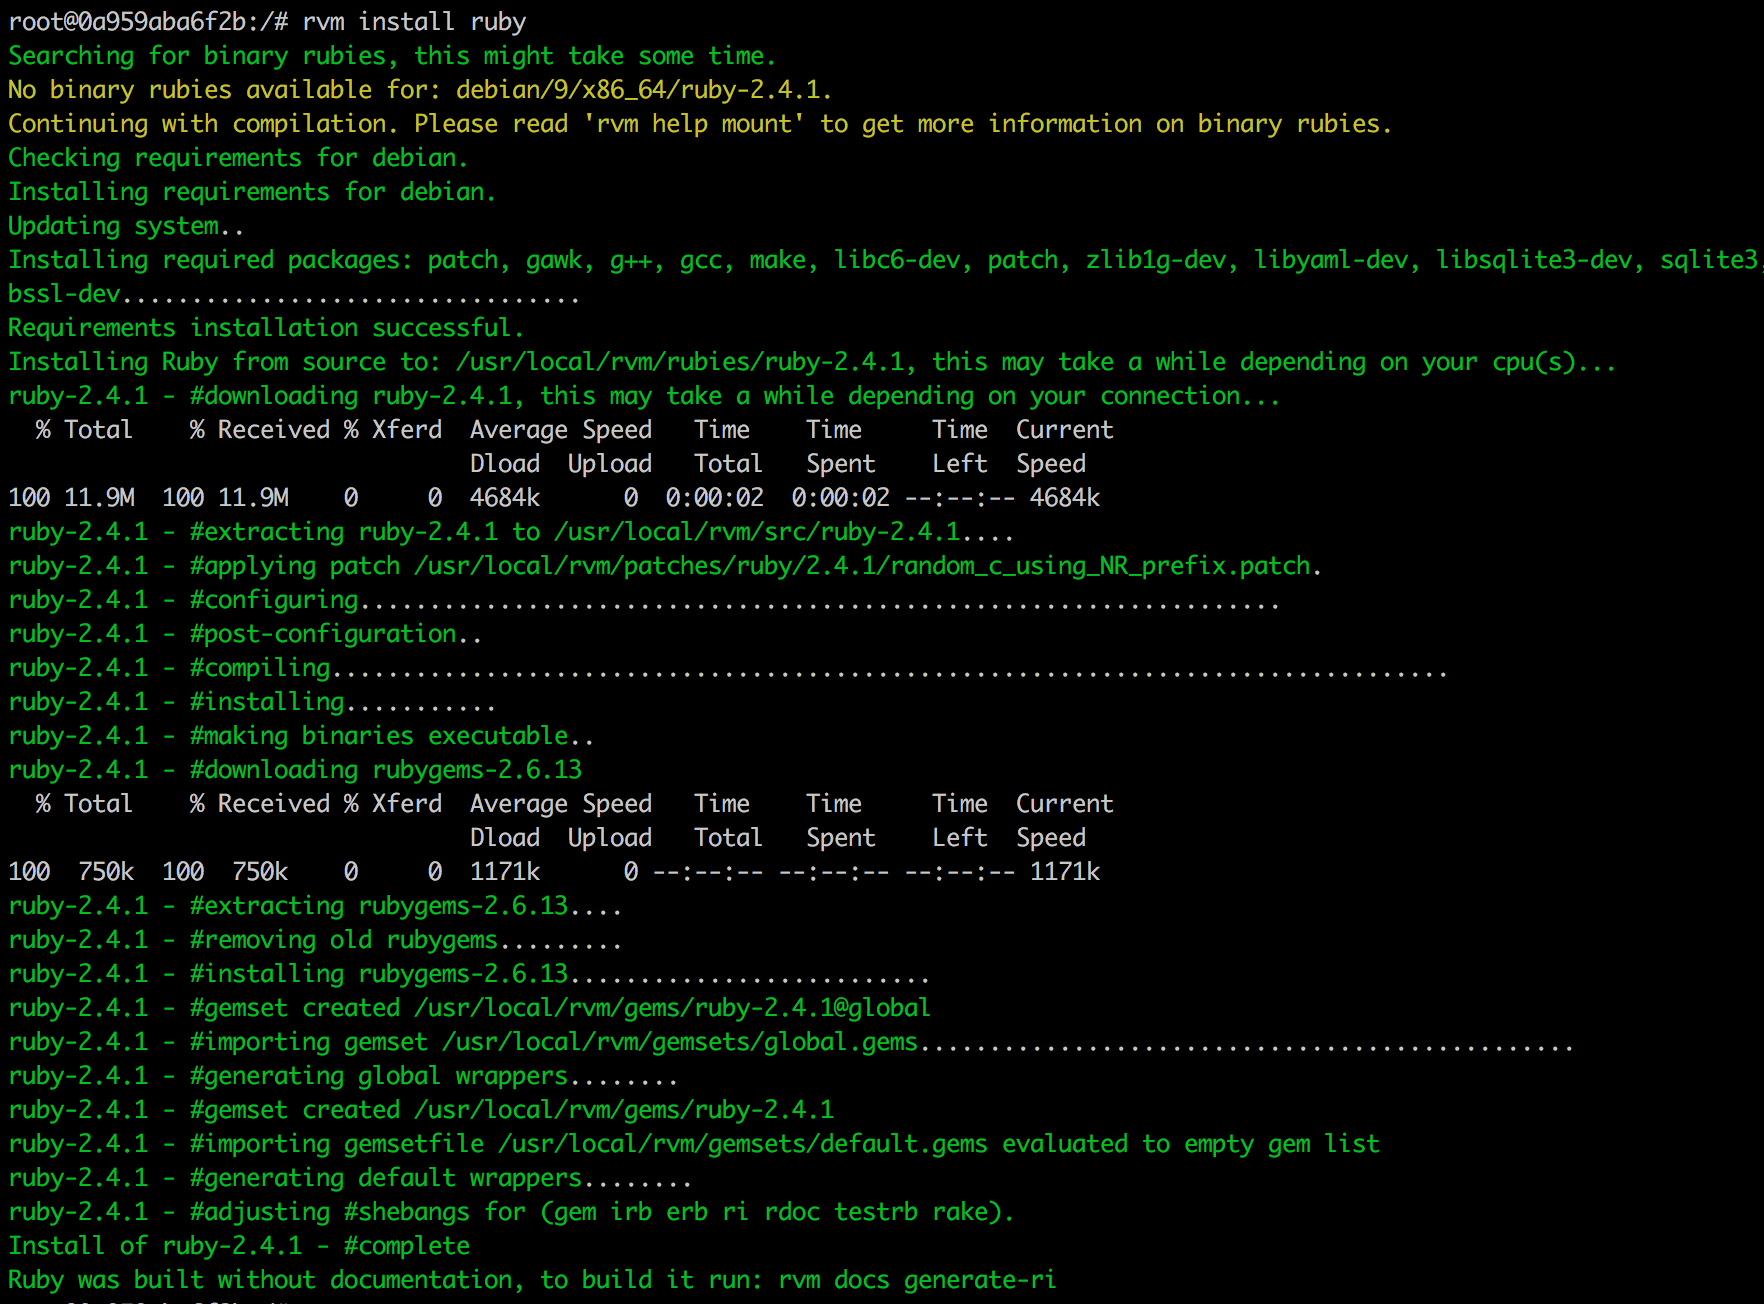 root@0a959aba6f2b:/# rvm install ruby
Searching for binary rubies, this might take some time.
No binary rubies available for: debian/9/x86_64/ruby-2.4.1.
Continuing with compilation. Please read 'rvm help mount' to get more information on binary rubies.
Checking requirements for debian.
Installing requirements for debian.
Updating system..
Installing required packages: patch, gawk, g++, gcc, make, libc6-dev, patch, zlib1g-dev, libyaml-dev, libsqlite3-dev, sqlite3,
bssl-dev.................................
Requirements installation successful.
Installing Ruby from source to: /usr/local/rvm/rubies/ruby-2.4.1, this may take a while depending on your cpu(s)...
ruby-2.4.1 - #downloading ruby-2.4.1, this may take a while depending on your connection...
  % Total    % Received % Xferd  Average Speed   Time    Time     Time  Current
                                 Dload  Upload   Total   Spent    Left  Speed
100 11.9M  100 11.9M    0     0  4684k      0  0:00:02  0:00:02 --:--:-- 4684k
ruby-2.4.1 - #extracting ruby-2.4.1 to /usr/local/rvm/src/ruby-2.4.1....
ruby-2.4.1 - #applying patch /usr/local/rvm/patches/ruby/2.4.1/random_c_using_NR_prefix.patch.
ruby-2.4.1 - #configuring..................................................................
ruby-2.4.1 - #post-configuration..
ruby-2.4.1 - #compiling................................................................................
ruby-2.4.1 - #installing...........
ruby-2.4.1 - #making binaries executable..
ruby-2.4.1 - #downloading rubygems-2.6.13
  % Total    % Received % Xferd  Average Speed   Time    Time     Time  Current
                                 Dload  Upload   Total   Spent    Left  Speed
100  750k  100  750k    0     0  1171k      0 --:--:-- --:--:-- --:--:-- 1171k
ruby-2.4.1 - #extracting rubygems-2.6.13....
ruby-2.4.1 - #removing old rubygems.........
ruby-2.4.1 - #installing rubygems-2.6.13..........................
ruby-2.4.1 - #gemset created /usr/local/rvm/gems/ruby-2.4.1@global
ruby-2.4.1 - #importing gemset /usr/local/rvm/gemsets/global.gems...............................................
ruby-2.4.1 - #generating global wrappers........
ruby-2.4.1 - #gemset created /usr/local/rvm/gems/ruby-2.4.1
ruby-2.4.1 - #importing gemsetfile /usr/local/rvm/gemsets/default.gems evaluated to empty gem list
ruby-2.4.1 - #generating default wrappers........
ruby-2.4.1 - #adjusting #shebangs for (gem irb erb ri rdoc testrb rake).
Install of ruby-2.4.1 - #complete
Ruby was built without documentation, to build it run: rvm docs generate-ri